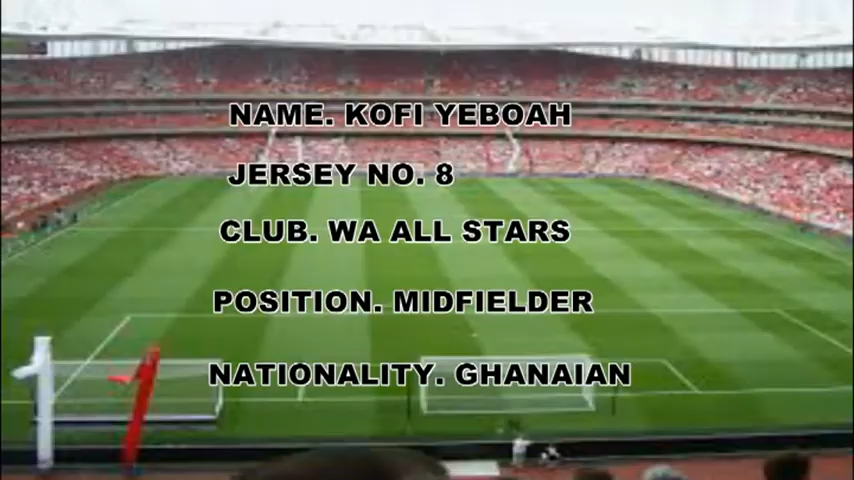 NAME. KOFI YEBOAH
JERSEY NO. 8
CLUB. WA ALL STARS
POSITION. MIDFIELDER
NATIONALITY. GHANAIAN